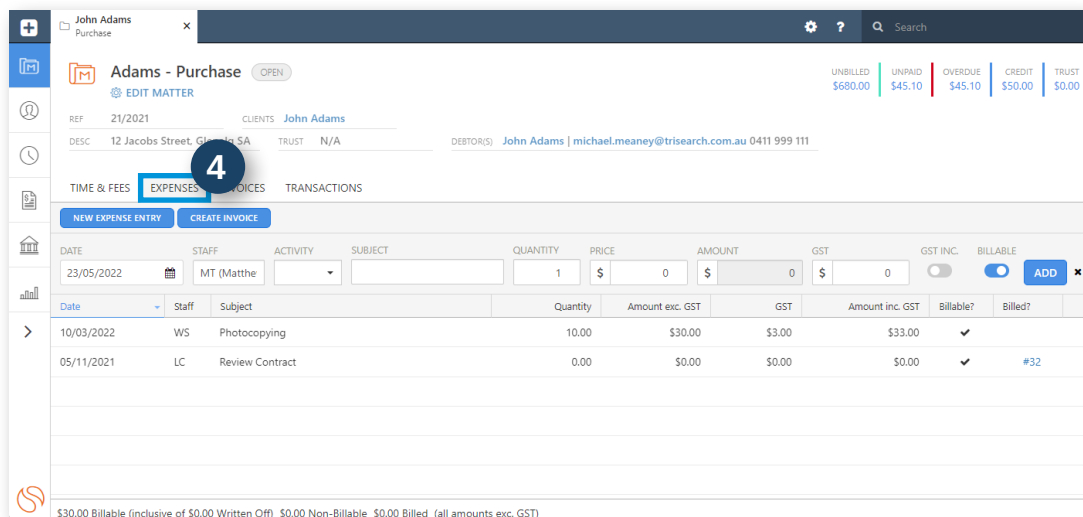 John Adams
Purchase
Search
Adams - Purchase OPEN
EDIT MATTER
UNBILLED UNPAID OVERDUE CREDIT TRUST
$680.00 $45.10 $45.10 $50.00 $0.00
REF 21/2021 CLIENTS John Adams
DESC 12 Jacobs Street, SA TRUST N/A DEBTOR(S) John Adams | michael.meaney@trisearch.com.au 0411 999 111
4
TIME & FEES EXPENSES VOICES TRANSACTIONS
NEW EXPENSE ENTRY CREATE INVOICE
DATE STAFF ACTIVITY SUBJECT QUANTITY PRICE AMOUNT GST GST INC. BILLABLE
23/05/2022 MT (Matthe 1 $ 0 $ 0 $ 0 ADD
Date Staff Subject Quantity Amount exc. GST GST Amount inc. GST Billable? Billed?
10/03/2022 WS Photocopying 10.00 $30.00 $3.00 $33.00
05/11/2021 LC Review Contract 0.00 $0.00 $0.00 $0.00 #32
$30.00 Billable (inclusive of $0.00 Written Off) $0.00 Non-Billable $0.00 Billed (all amounts exc. GST)